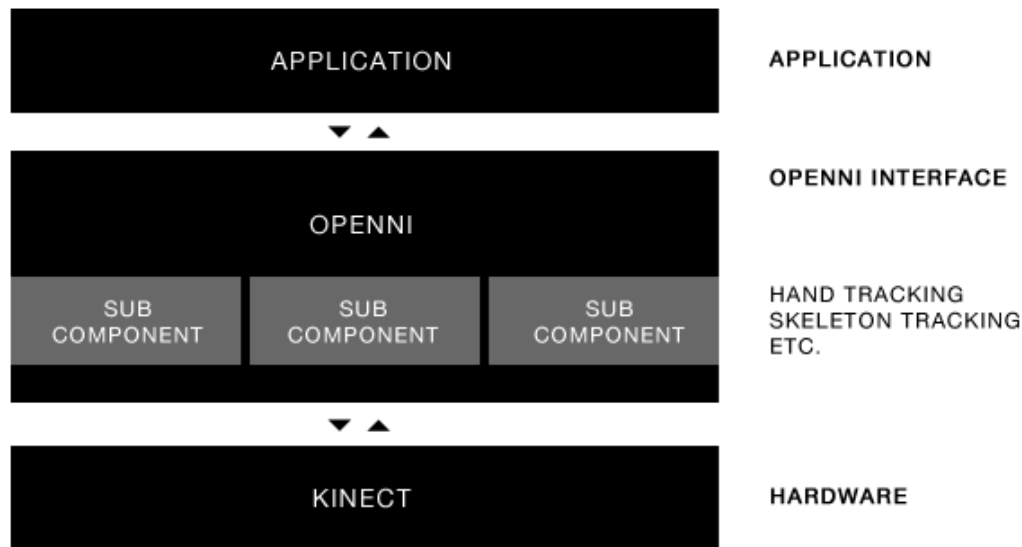 APPLICATION
APPLICATION
OPENNI INTERFACE
OPENNI
SUB
COMPONENT
SUB
COMPONENT
SUB
COMPONENT
HAND TRACKING
SKELETON TRACKING
ETC.
KINECT
HARDWARE